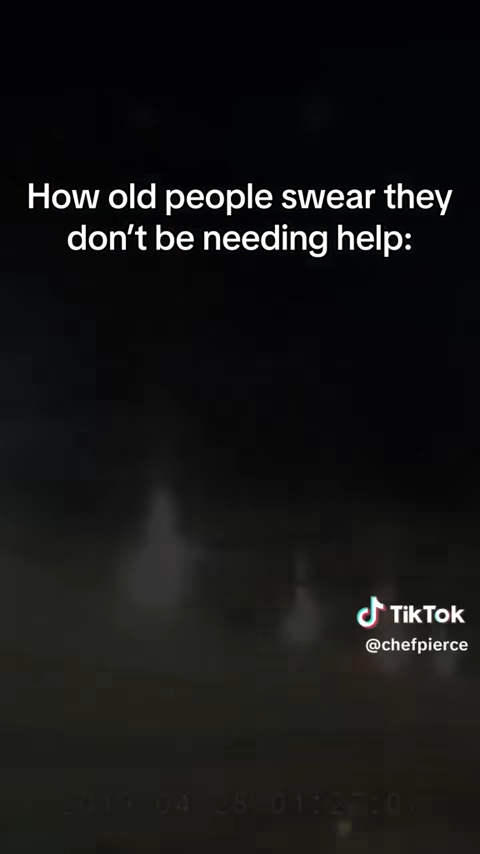 How old people swear they
don't be needing help:
TikTok
@chefpierce